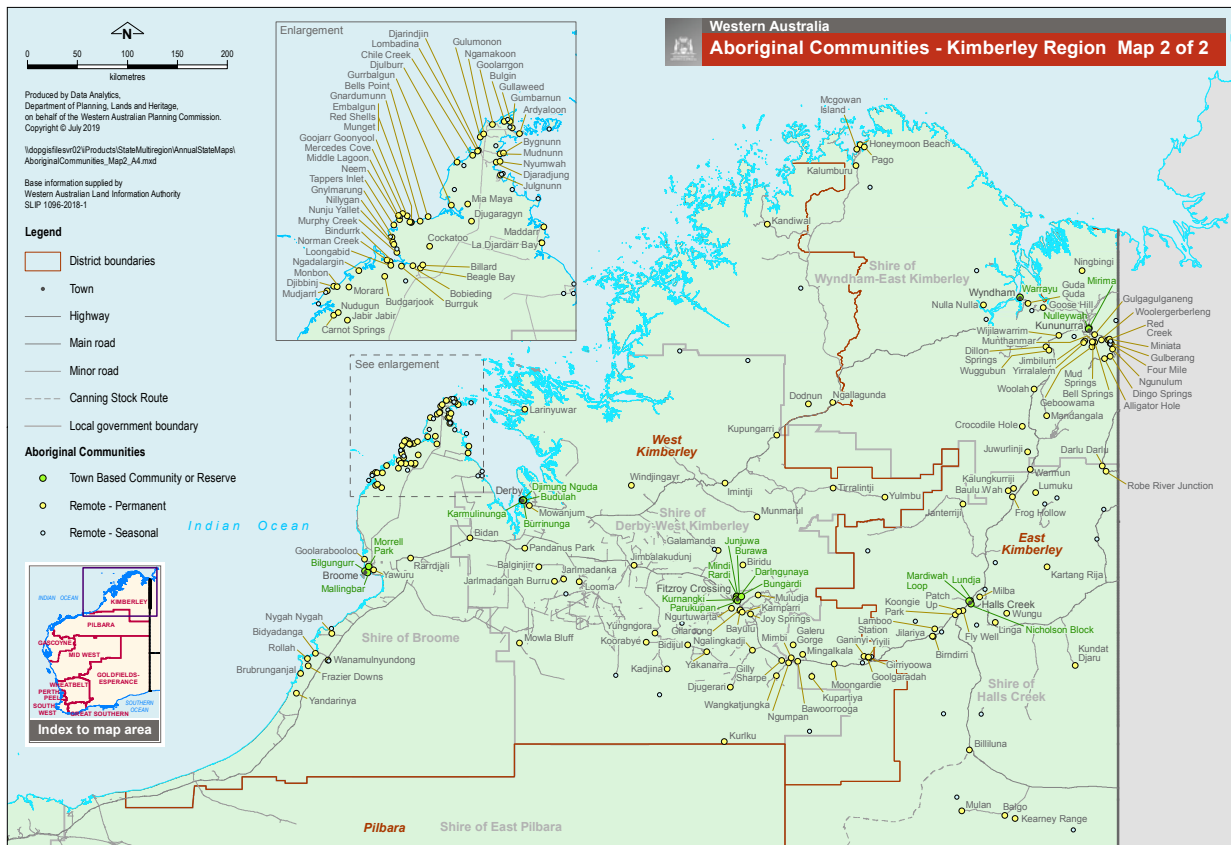 Western Australia
Aboriginal Communities - Kimberley Region Map 2 of 2
N
0 50 100 150 200
kilometres
Produced by Data Analytics,
Department of Planning, Lands and Heritage,
on behalf of the Western Australian Planning Commission.
Copyright © July 2019
\\dopgisfilesvr02\iProducts\StateMultiregion\AnnualStateMaps\
AboriginalCommunities_Map2_A4.mxd
Base information supplied by
Western Australian Land Information Authority
SLIP 1096-2018-1
Legend
District boundaries
Town
Highway
Main road
Minor road
Canning Stock Route
Local government boundary
Aboriginal Communities
Town Based Community or Reserve
Remote - Permanent
Remote - Seasonal
Enlargement
Djarindjin
Lombadina
Chile Creek
Djulburr
Gurrbalgun
Bells Point
Gnardumunn
Embalgun
Red Shells
Munget
Goojarr Goonyool
Mercedes Cove
Middle Lagoon
Neem
Tappers Inlet
Gnylmarung
Nillygan
Nunju Yallet
Murphy Creek
Bindurrk
Norman Creek
Loongabid
Ngadalargin
Monbon
Djibbinj
Mudjarrl
Gulumonon
Ngamakoon
Goolarrgon
Bulgin
Gullaweed
Gumbarnun
Ardyaloon
Bygnunn
Mudnunn
Nyumwah
Djaradjung
Julgnunn
Mia Maya
Djugaragyn
Maddarr
La Djardarr Bay
Cockatoo
Billard
Beagle Bay
Bobieding
Burrguk
Budgarjook
Morard
Nudugun
Jabir Jabir
Carnot Springs
See enlargement
Mcgowan
Island
Honeymoon Beach
Pago
Kalumburu
Kandiwal
Shire of
Wyndham-East Kimberley
Ningbingi
Mirima
Wyndham
Warrayu
Guda
Guda
Goose Hill
Nulla Nulla
Nulleywah
Kununurra
Gulgagulganeng
Woolergerberleng
Red
Creek
Miniata
Gulberang
Four Mile
Ngunulum
Dingo Springs
Alligator Hole
Wijilawarrim
Munthanmar
Dillon
Springs
Wuggubun
Jimbilum
Yirralalem
Mud
Springs
Bell Springs
Geboowama
Woolah
Mandangala
Crocodile Hole
Juwurlinji
Darlu Darlu
Warmun
Kalungkurriji
Baulu Wah
Lumuku
Robe River Junction
Frog Hollow
Janterriji
East
Kimberley
Kartang Rija
Larinyuwar
Dodnun
Ngallagunda
West
Kimberley
Kupungarri
Windjingayr
Imintji
Tirralintji
Yulmbu
Munmarul
Derby
Djimung Nguda
Budulah
Karmulinunga
Mowanjum
Burrinunga
Shire of
Derby-West Kimberley
Indian Ocean
Goolarabooloo
Morrell
Park
Bilgungurr
Broome
Yawuru
Mallingbar
Rarrdjali
Bidan
Pandanus Park
Balginjirr
Jarlmadanka
Jarlmadangah Burru
Looma
Jimbalakudunj
Galamanda
Junjuwa
Burawa
Mindi
Rardi
Biridu
Darlngunaya
Bungardi
Fitzroy Crossing
Muludja
Kurnangki
Parukupan
Kamparri
Joy Springs
Ngurtuwarta
Bayulu
Gillarong
Yungngora
Koorabye
Ngalingkadji
Bidijul
Yakanarra
Kadjina
Djugerari
Gilly
Sharpe
Wangkatjungka
Mimbi
Galeru
Gorge
Mingalkala
Ngumpan
Bawoorrooga
Kupartiya
Moongardie
Lamboo
Station
Ganinyi
Yiyili
Girriyoowa
Goolgaradah
Koongie
Park
Patch
Up
Jilariya
Bindirri
Mardiwah
Loop
Lundja
Milba
Halls Creek
Wungu
Linga
Nicholson Block
Fly Well
Kundat
Djaru
Shire of
Halls Creek
Shire of Broome
Nygah Nygah
Bidyadanga
Rollah
Wanamulnyundong
Brubrunganjal
Frazier Downs
Yandarinya
Mowla Bluff
Kurlku
Billiluna
Mulan
Balgo
Kearney Range
Pilbara
Shire of East Pilbara
INDIAN OCEAN
KIMBERLEY
PILBARA
GASCOYNE
MID WEST
GOLDFIELDS-
ESPERANCE
WHEATBELT
PERTH
PEEL
SOUTH
WEST
GREAT SOUTHERN
SOUTHERN
OCEAN
Index to map area